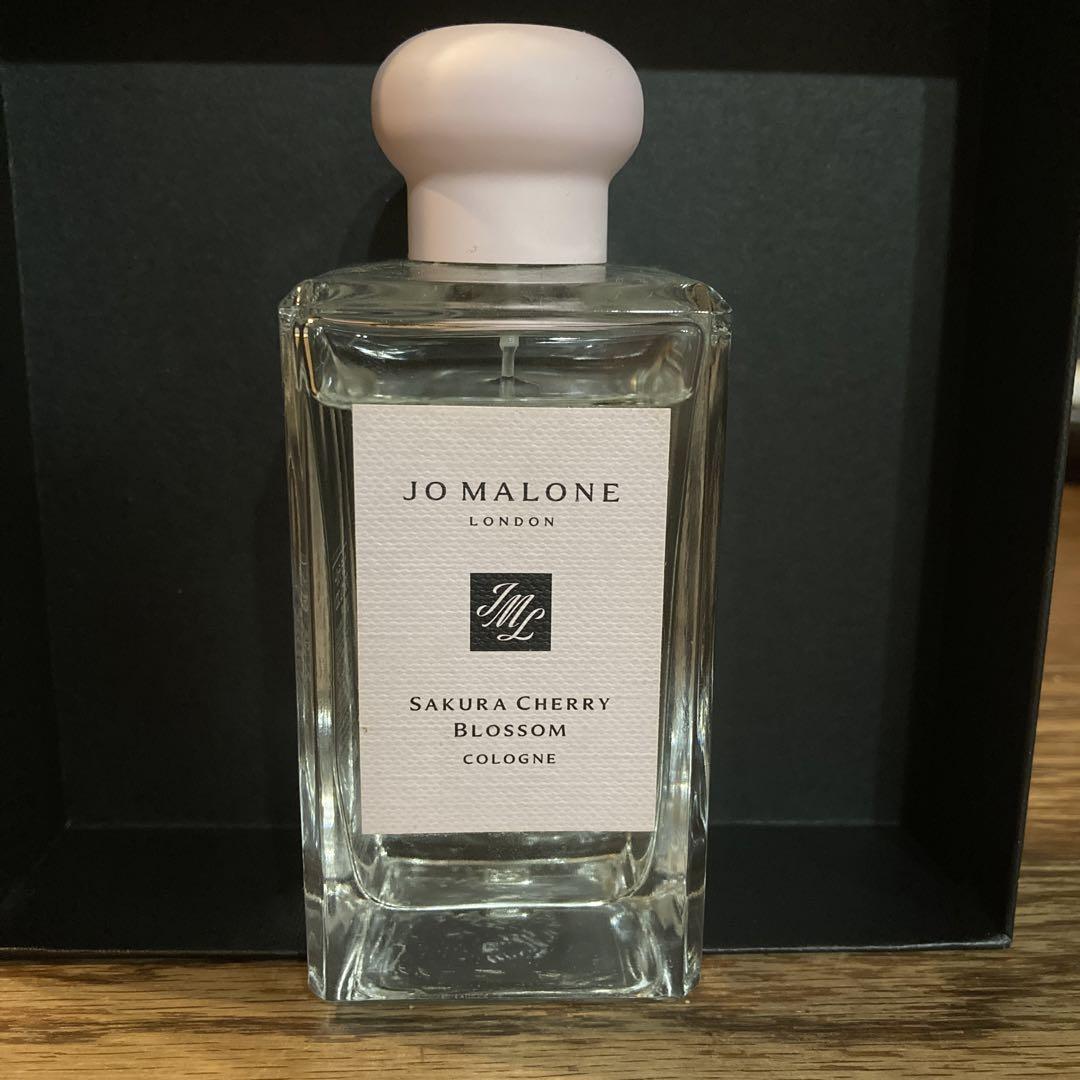 JO MALONE
LONDON
JML
SAKURA CHERRY
BLOSSOM
COLOGNE